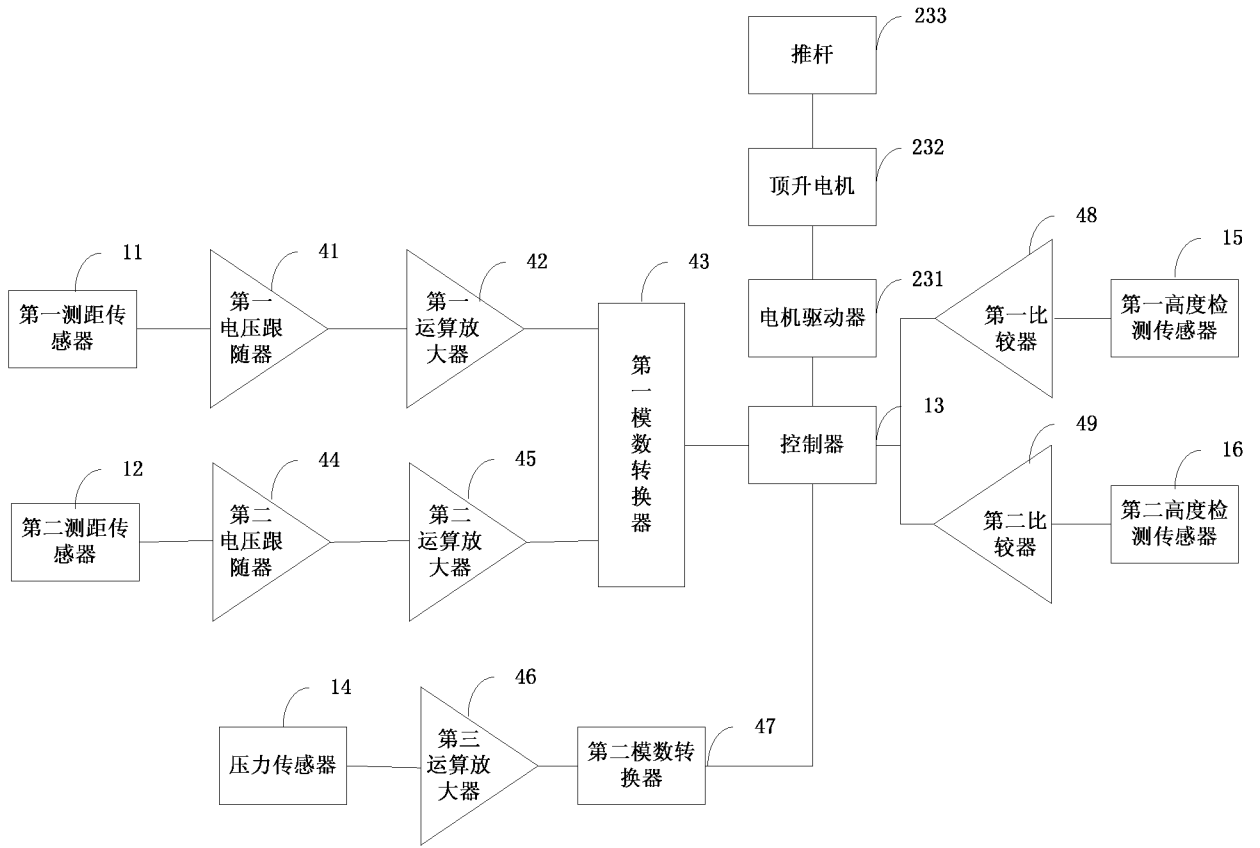 233
推杆
232
顶升电机
11
第一测距传
感器
41
第一
电压跟
随器
42
第一
运算放
大器
43
第
一
模
数
转
换
器
231
电机驱动器
48
第一比
较器
15
第一高度检
测传感器
13
控制器
12
第二测距传
感器
44
第二
电压跟
随器
45
第二
运算放
大器
49
第二比
较器
16
第二高度检
测传感器
14
压力传感器
46
第三
运算放
大器
47
第二模数转
换器